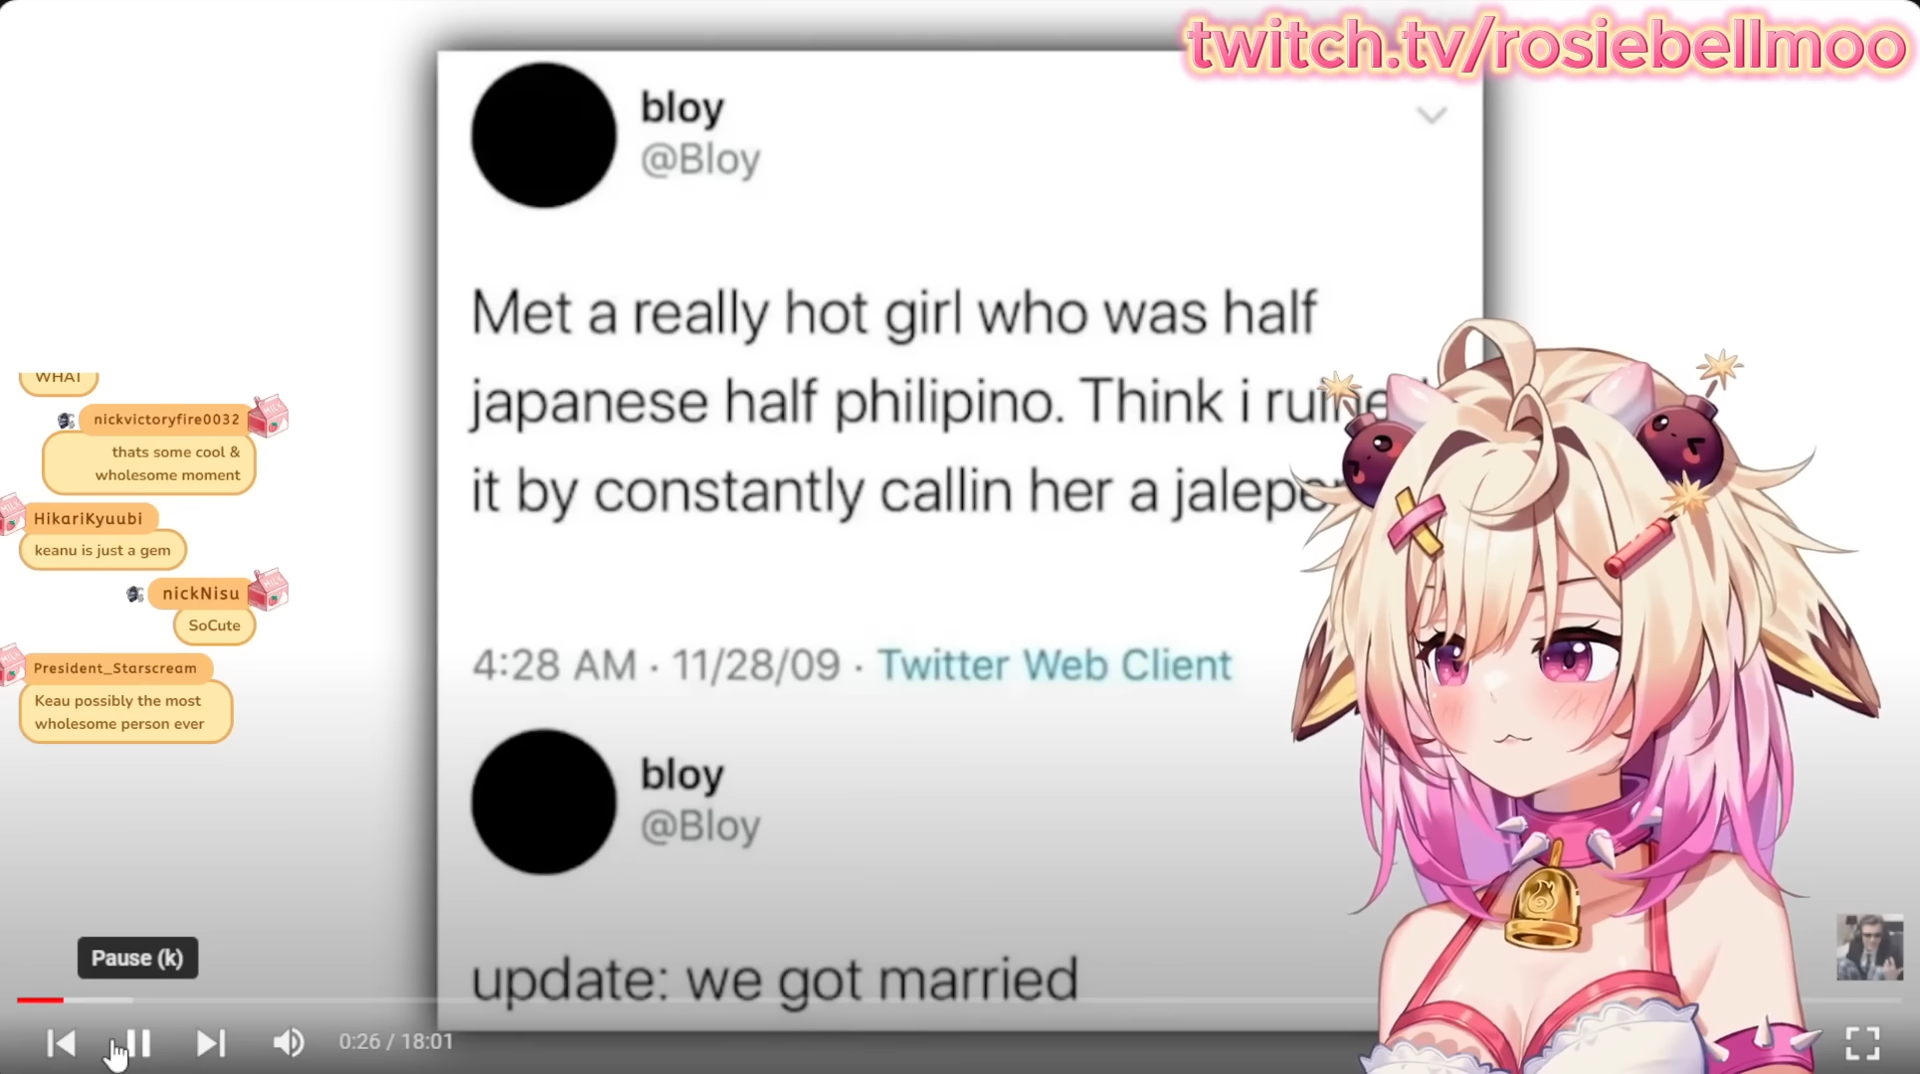 twitch.tv/rosiebellmoo
bloy
@Bloy
Met a really hot girl who was half
japanese half philipino. Think i
it by constantly callin her a
4:28 AM · 11/28/09 · Twitter Web Client
bloy
@Bloy
update: we got married
WHAT
nickvictoryfire0032
thats some cool &
wholesome moment
HikariKyuubi
keanu is just a gem
nickNisu
SoCute
President_Starscream
Keau possibly the most
wholesome person ever
Pause (k)
0:26 / 18:01